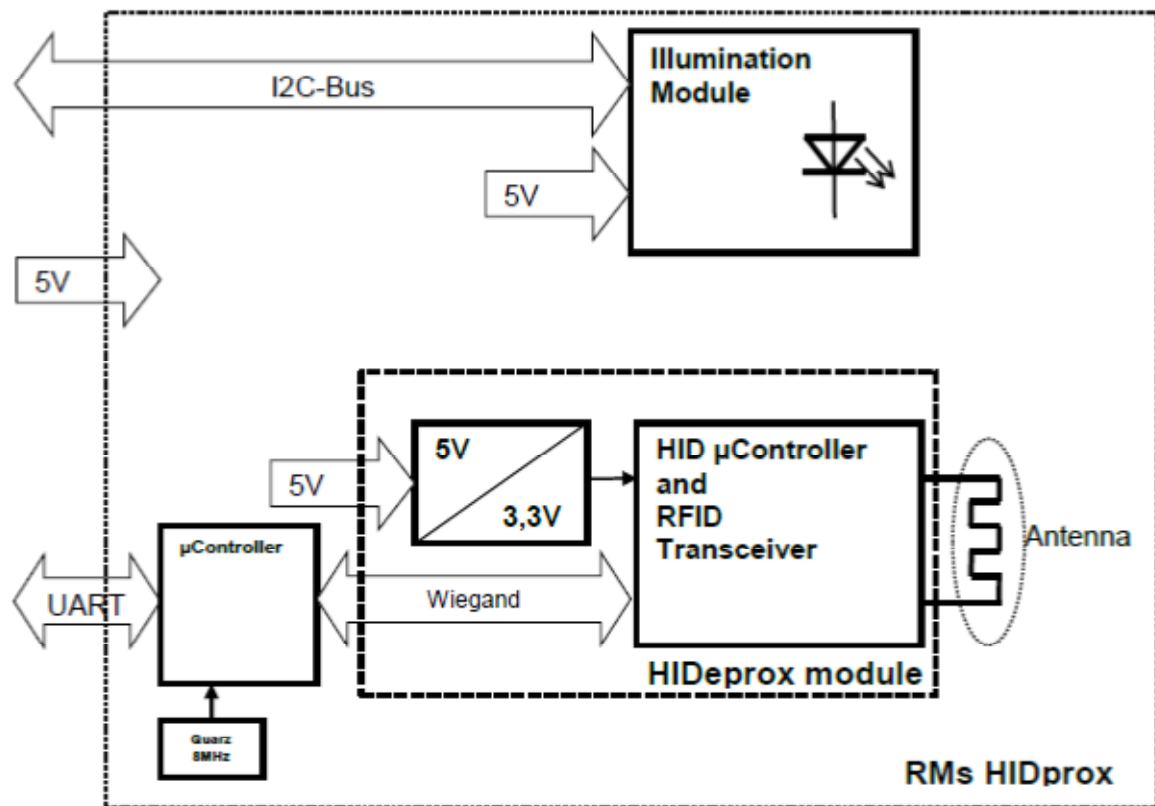 Illumination
Module
I2C-Bus
5V
5V
5V
3,3V
5V
HID µController
and
RFID
Transceiver
Antenna
µController
UART
Wiegand
HIDeprox module
Quarz
8MHz
RMs HIDprox